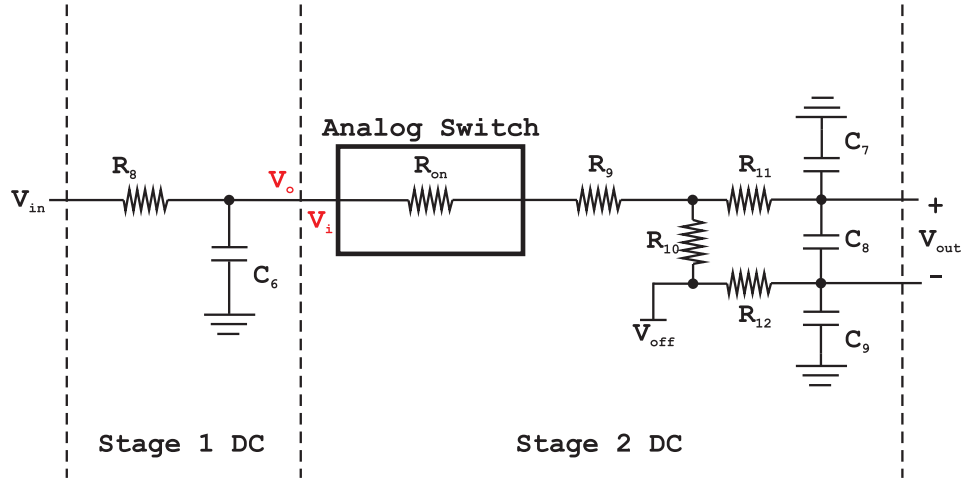 Analog Switch
C₇
R₈
Vₒ
Rₒₙ
R₉
R₁₁
Vᵢₙ
Vᵢ
+
R₁₀
C₈
Vₒᵤₜ
C₆
-
V_off
R₁₂
C₉
Stage 1 DC
Stage 2 DC